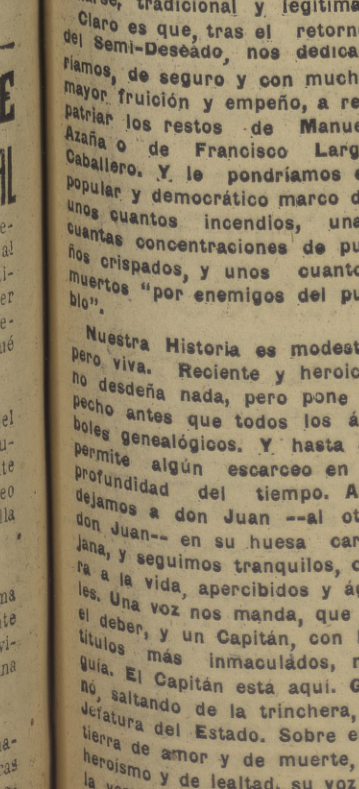 tradicional y legítima
Claro es que, tras el retorn
del Semi-Deseado, nos dedica
ríamos, de seguro y con much
mayor fruición y empeño, a re
patriar los restos de Manue
Azaña o de Francisco Larg
Caballero. Y le pondríamos e
popular y democrático marco d
unos cuantos incendios, una
cuantas concentraciones de pu
ños crispados, y unos cuanto
muertos "por enemigos del pu
blo".
Nuestra Historia es modest
pero viva. Reciente y heroic
no desdeña nada, pero pone
pecho antes que todos los á
boles genealógicos. Y hasta
permite algún escarceo en
profundidad del tiempo. A
dejamos a don Juan --al ot
don Juan-- en su huesa car
jana, y seguimos tranquilos, c
ra a la vida, apercibidos y ág
les. Una voz nos manda, que
el deber, y un Capitán, con
títulos más inmaculados, n
guía. El Capitán está aquí. G
nó, saltando de la trinchera,
Jefatura del Estado. Sobre e
tierra de amor y de muerte,
heroísmo y de lealtad, su voz